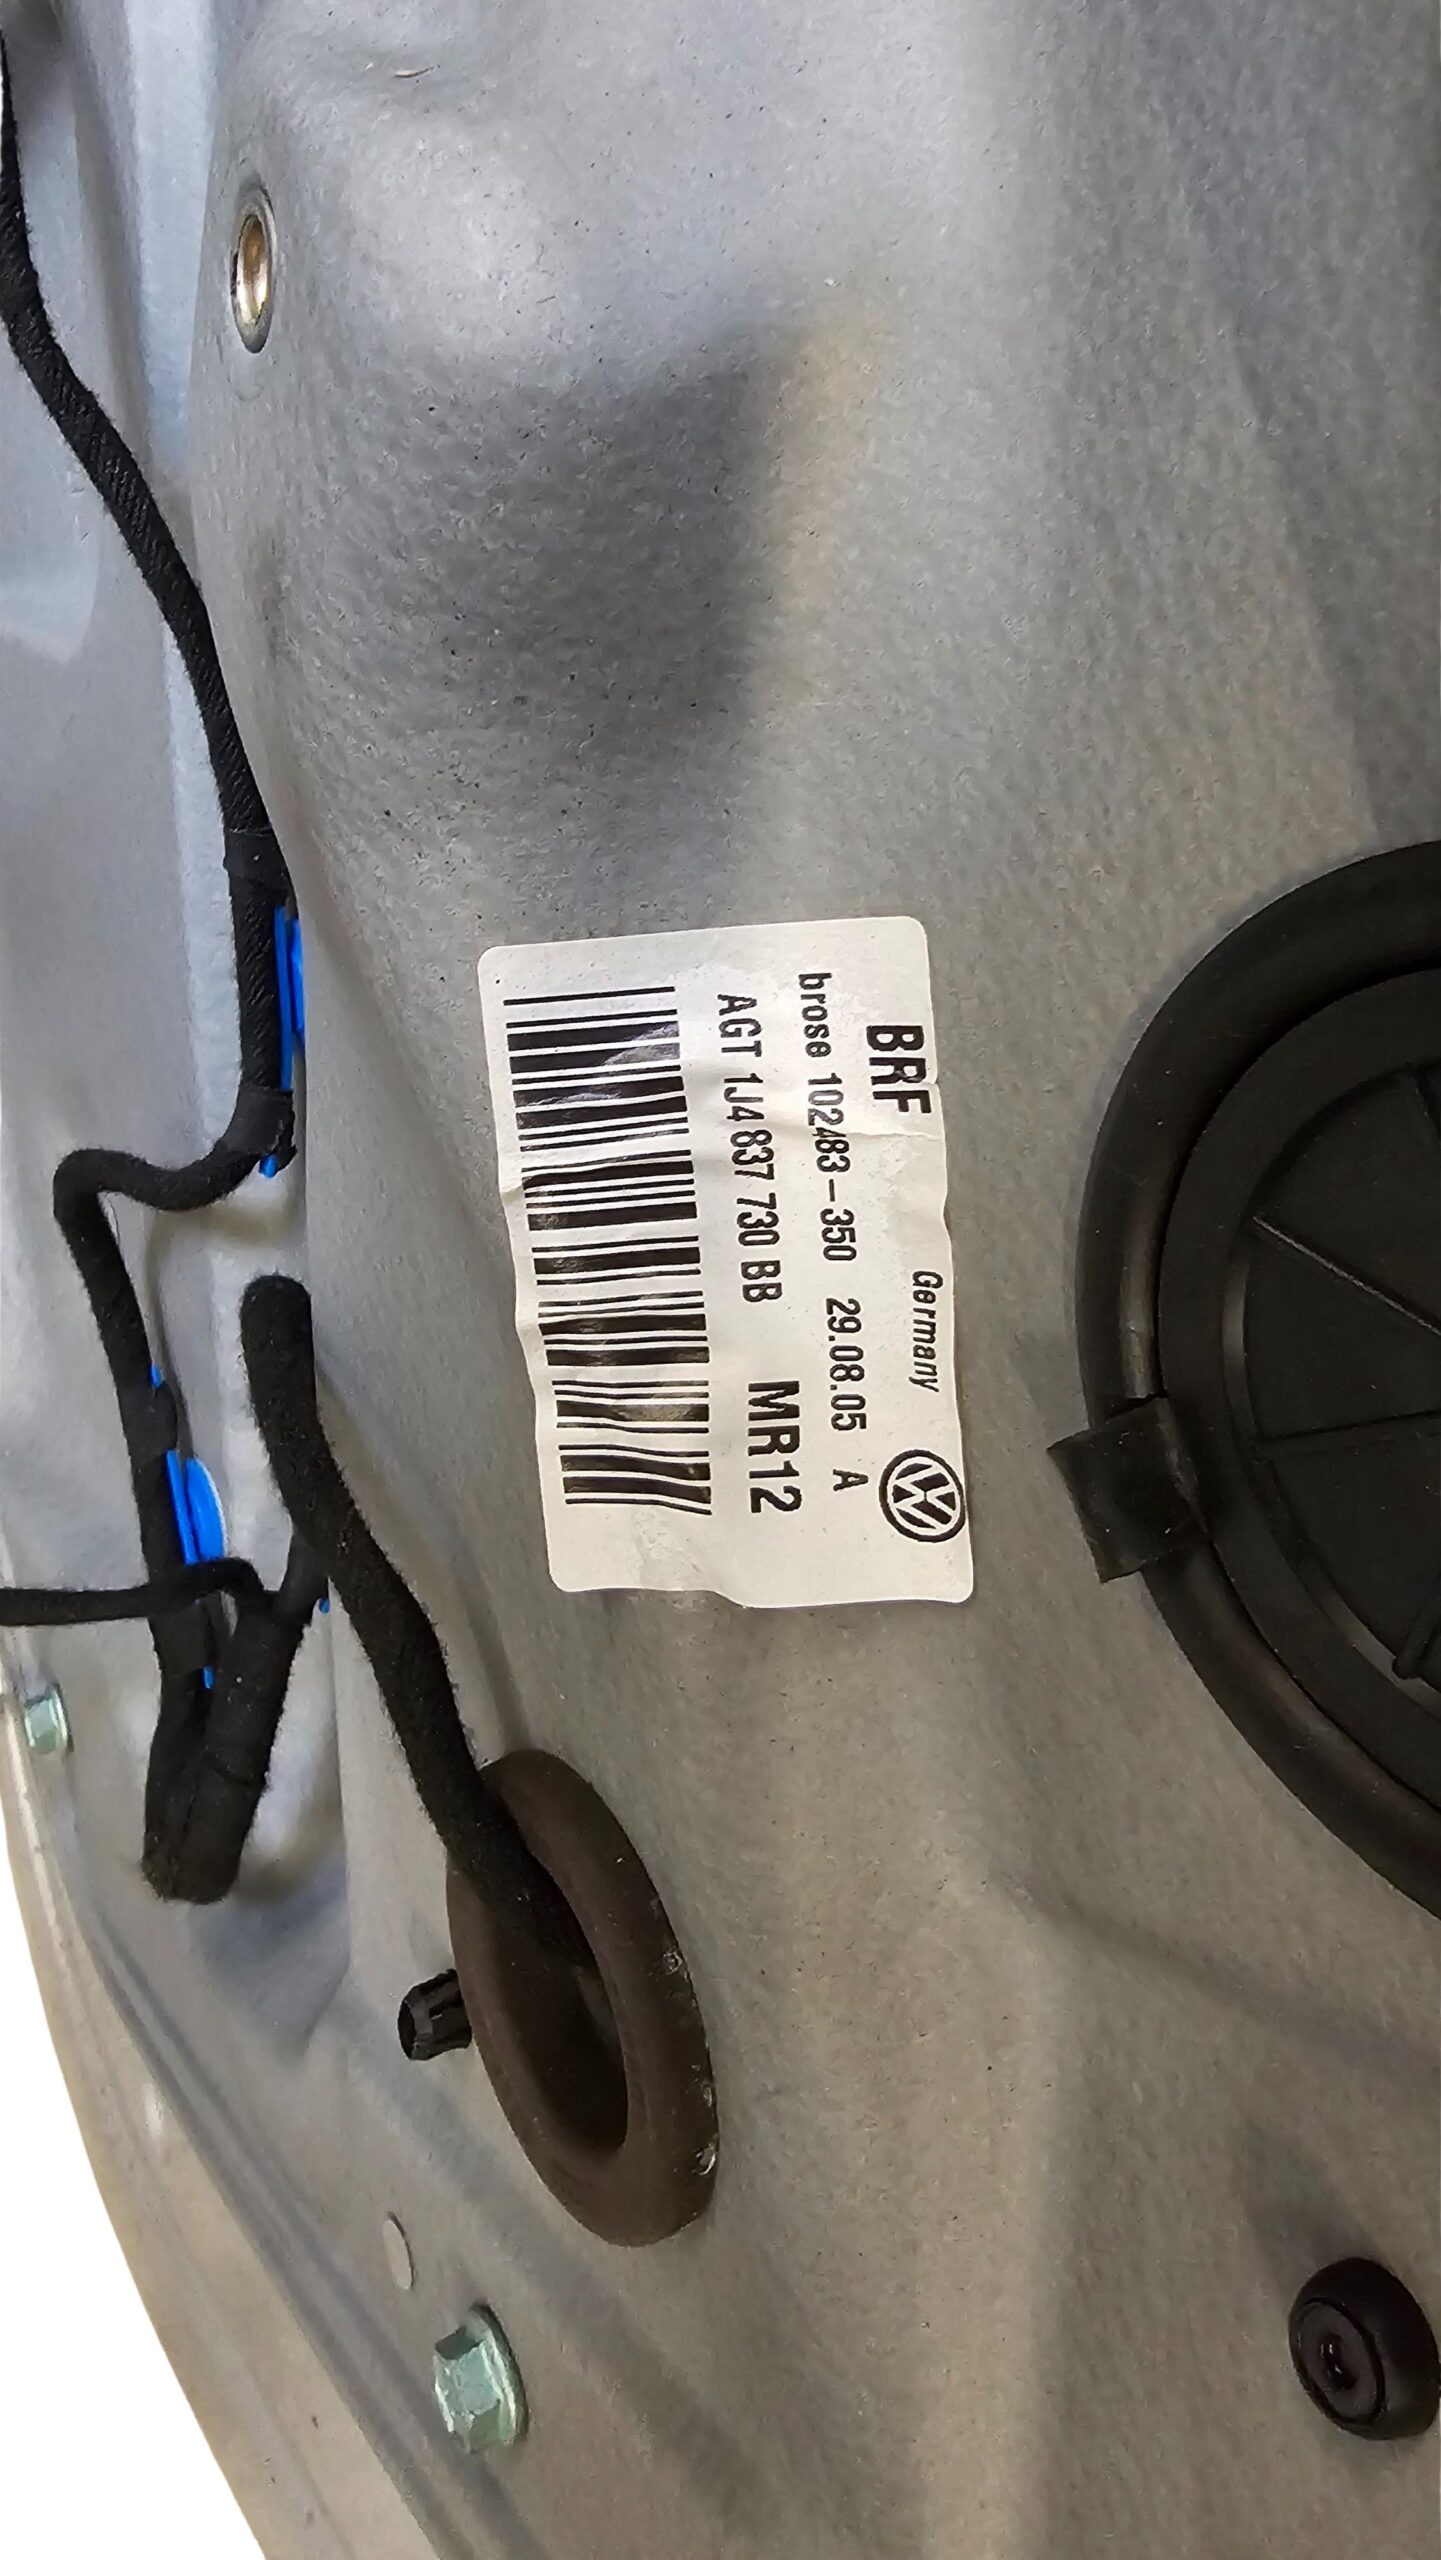 BRF Germany
brose 102483-350 29.08.05 A
AGT 1J4 837 730 BB MR12